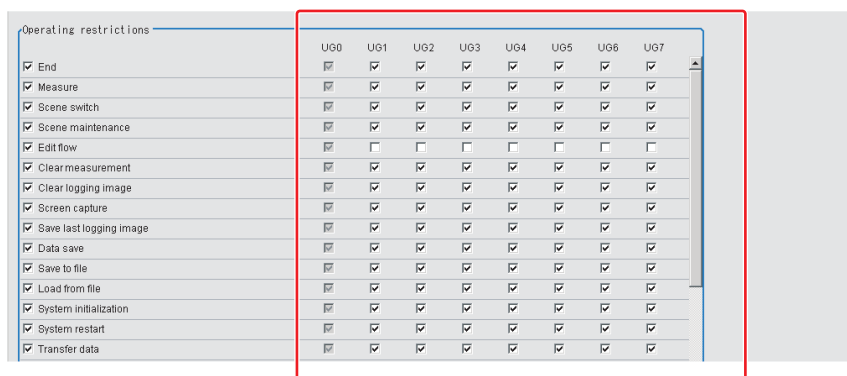 Operating restrictions
UG0 UG1 UG2 UG3 UG4 UG5 UG6 UG7
End
Measure
Scene switch
Scene maintenance
Edit flow
Clear measurement
Clear logging image
Screen capture
Save last logging image
Data save
Save to file
Load from file
System initialization
System restart
Transfer data